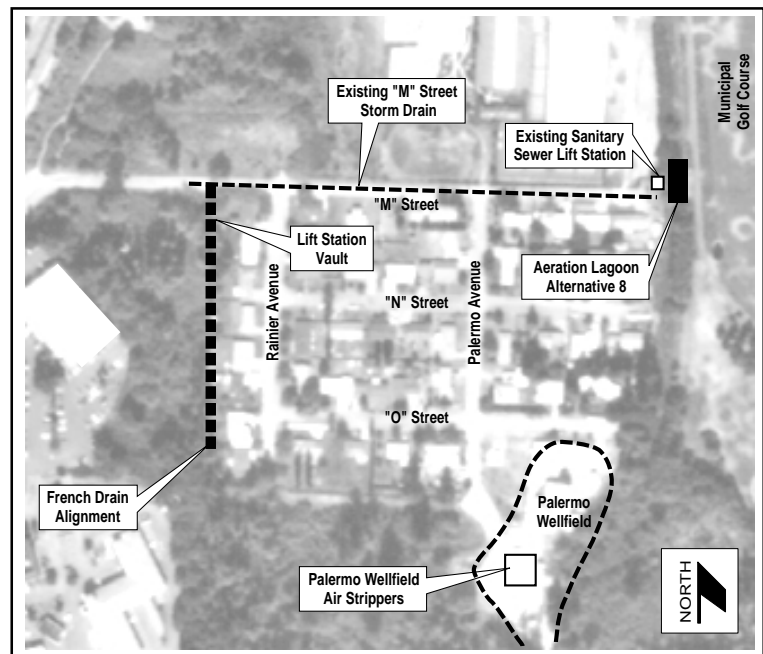 Existing "M" Street
Storm Drain
Municipal
Golf Course
Existing Sanitary
Sewer Lift Station
"M" Street
Lift Station
Vault
Aeration Lagoon
Alternative 8
Rainier Avenue
"N" Street
Palermo Avenue
"O" Street
French Drain
Alignment
Palermo
Wellfield
Palermo Wellfield
Air Strippers
NORTH